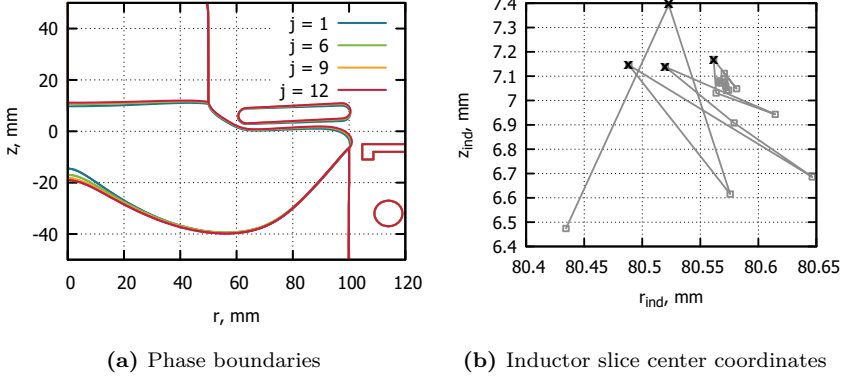 40
20
0
-20
-40
z, mm
0
20
40
60
80
100
120
r, mm
j = 1
j = 6
j = 9
j = 12
(a) Phase boundaries
7.4
7.3
7.2
7.1
7
6.9
6.8
6.7
6.6
6.5
6.4
z_ind, mm
80.4
80.45
80.5
80.55
80.6
80.65
r_ind, mm
(b) Inductor slice center coordinates